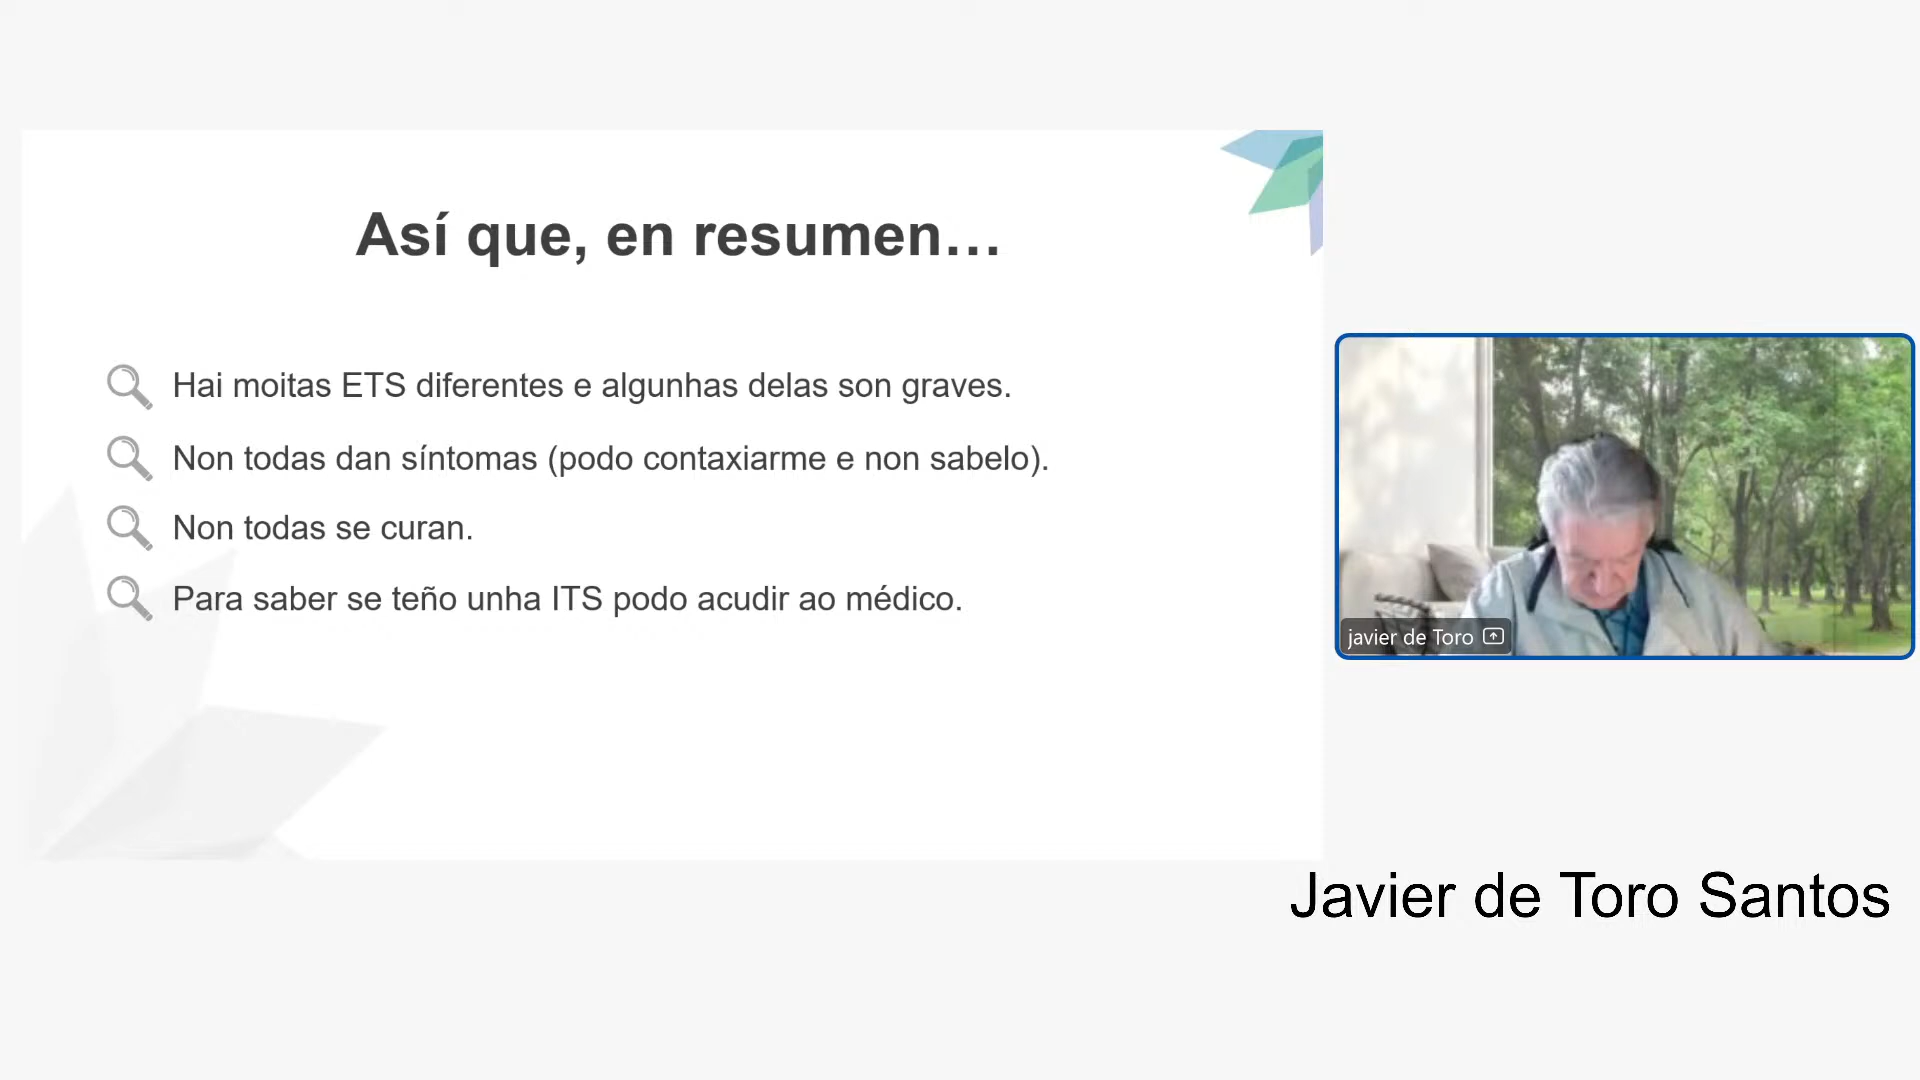 Así que, en resumen…
Hai moitas ETS diferentes e algunhas delas son graves.
Non todas dan síntomas (podo contaxiarme e non sabelo).
Non todas se curan.
Para saber se teño unha ITS podo acudir ao médico.
javier de Toro
Javier de Toro Santos